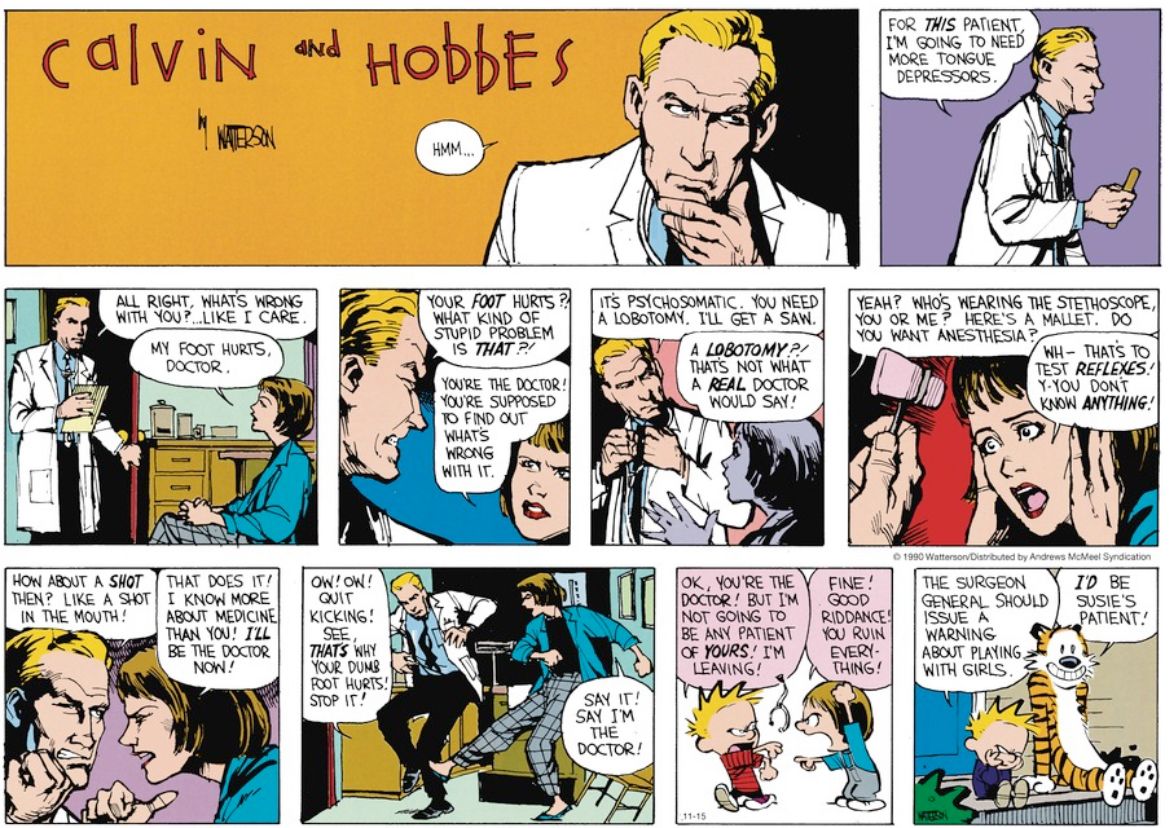 CALVIN AND HOBBES
by
WATTERSON
HMM...
FOR THIS PATIENT,
I'M GOING TO NEED
MORE TONGUE
DEPRESSORS.
ALL RIGHT, WHAT'S WRONG
WITH YOU?...LIKE I CARE.
MY FOOT HURTS,
DOCTOR.
YOUR FOOT HURTS?!
WHAT KIND OF
STUPID PROBLEM
IS THAT?!
YOU'RE THE DOCTOR!
YOU'RE SUPPOSED
TO FIND OUT
WHAT'S
WRONG
WITH IT.
IT'S PSYCHOSOMATIC. YOU NEED
A LOBOTOMY. I'LL GET A SAW.
A LOBOTOMY?!
THAT'S NOT WHAT
A REAL DOCTOR
WOULD SAY!
YEAH? WHO'S WEARING THE STETHOSCOPE,
YOU OR ME? HERE'S A MALLET. DO
YOU WANT ANESTHESIA?
WH- THAT'S TO
TEST REFLEXES!
Y-YOU DON'T
KNOW ANYTHING!
© 1990 Watterson/Distributed by Andrews McMeel Syndication
HOW ABOUT A SHOT
THEN? LIKE A SHOT
IN THE MOUTH!
THAT DOES IT!
I KNOW MORE
ABOUT MEDICINE
THAN YOU! I'LL
BE THE DOCTOR
NOW!
OW! OW!
QUIT
KICKING!
SEE,
THAT'S WHY
YOUR DUMB
FOOT HURTS!
STOP IT!
SAY IT!
SAY I'M
THE
DOCTOR!
OK, YOU'RE THE
DOCTOR! BUT I'M
NOT GOING TO
BE ANY PATIENT
OF YOURS! I'M
LEAVING!
FINE!
GOOD
RIDDANCE!
YOU RUIN
EVERY-
THING!
11-15
THE SURGEON
GENERAL SHOULD
ISSUE A
WARNING
ABOUT PLAYING
WITH GIRLS.
I'D BE
SUSIE'S
PATIENT!
WATTERSON